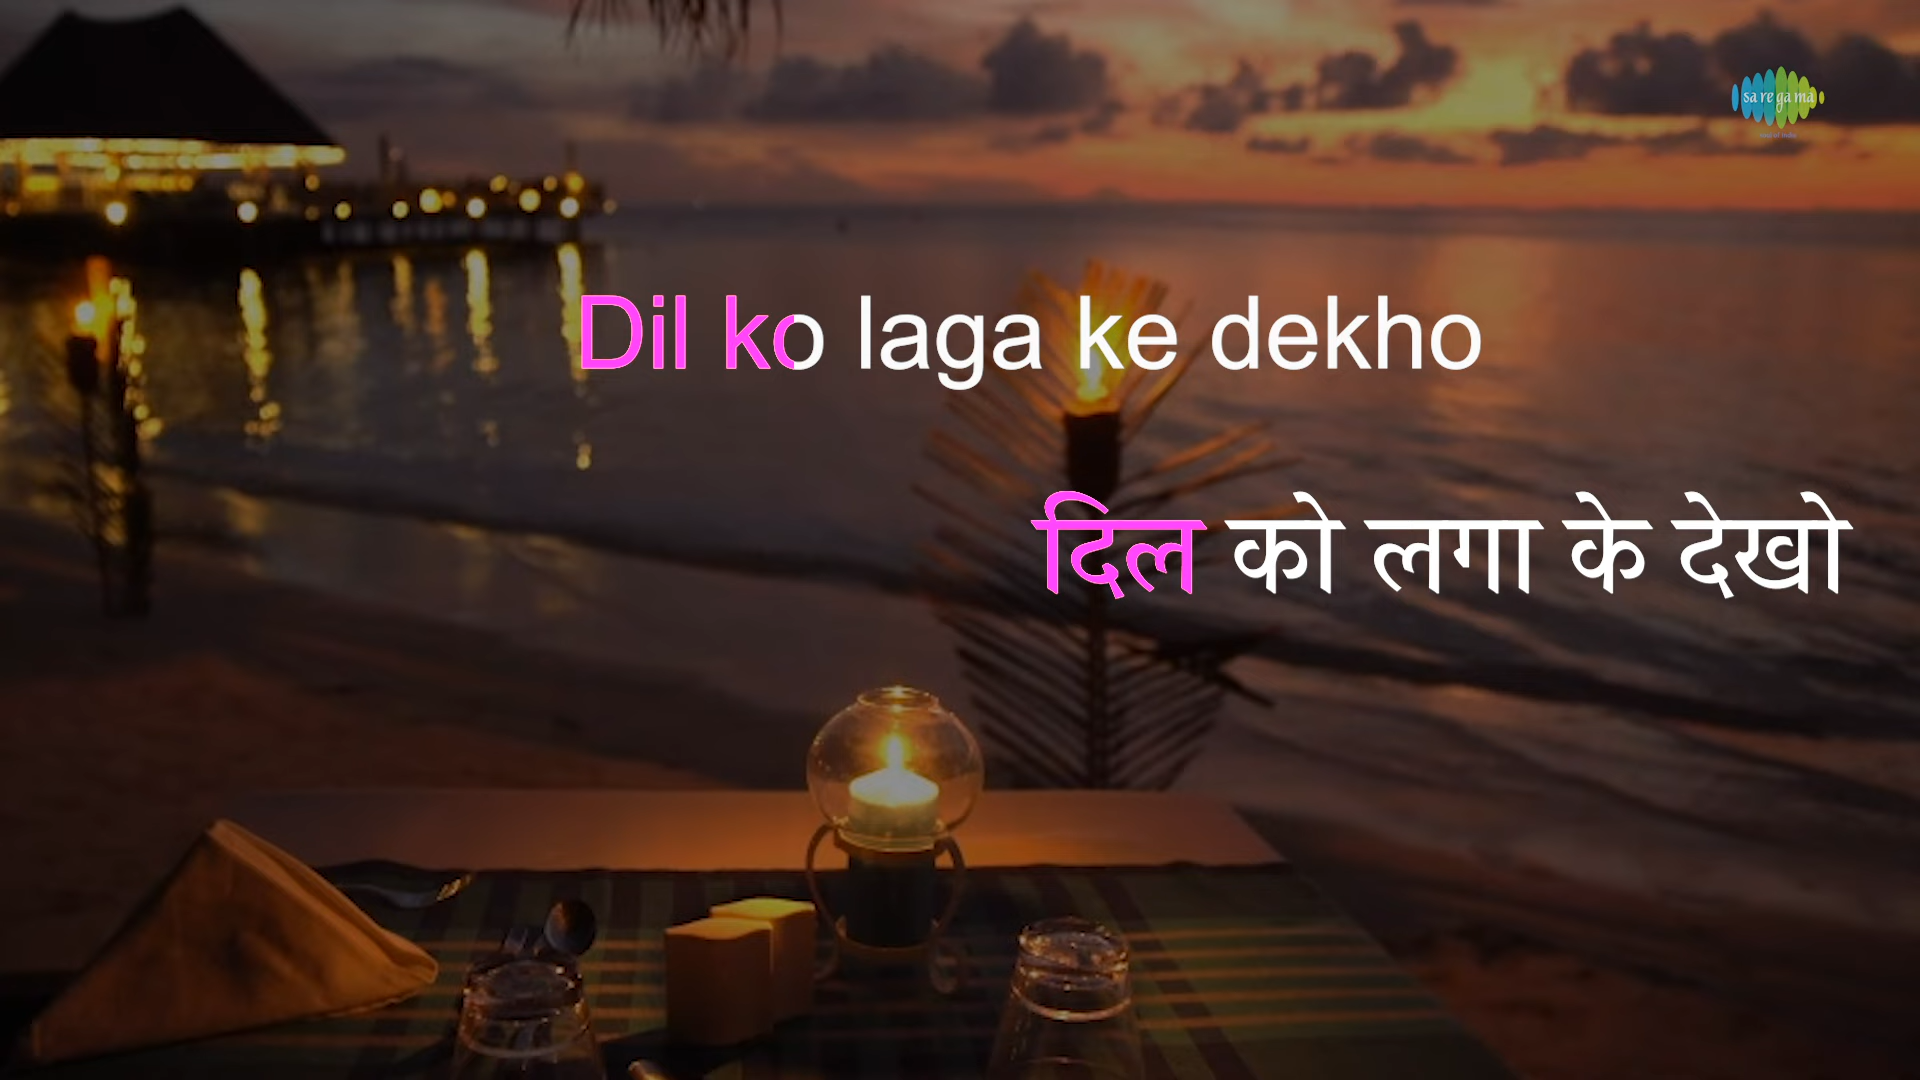 sa re ga ma
Dil ko laga ke dekho
दिल को लगा के देखो